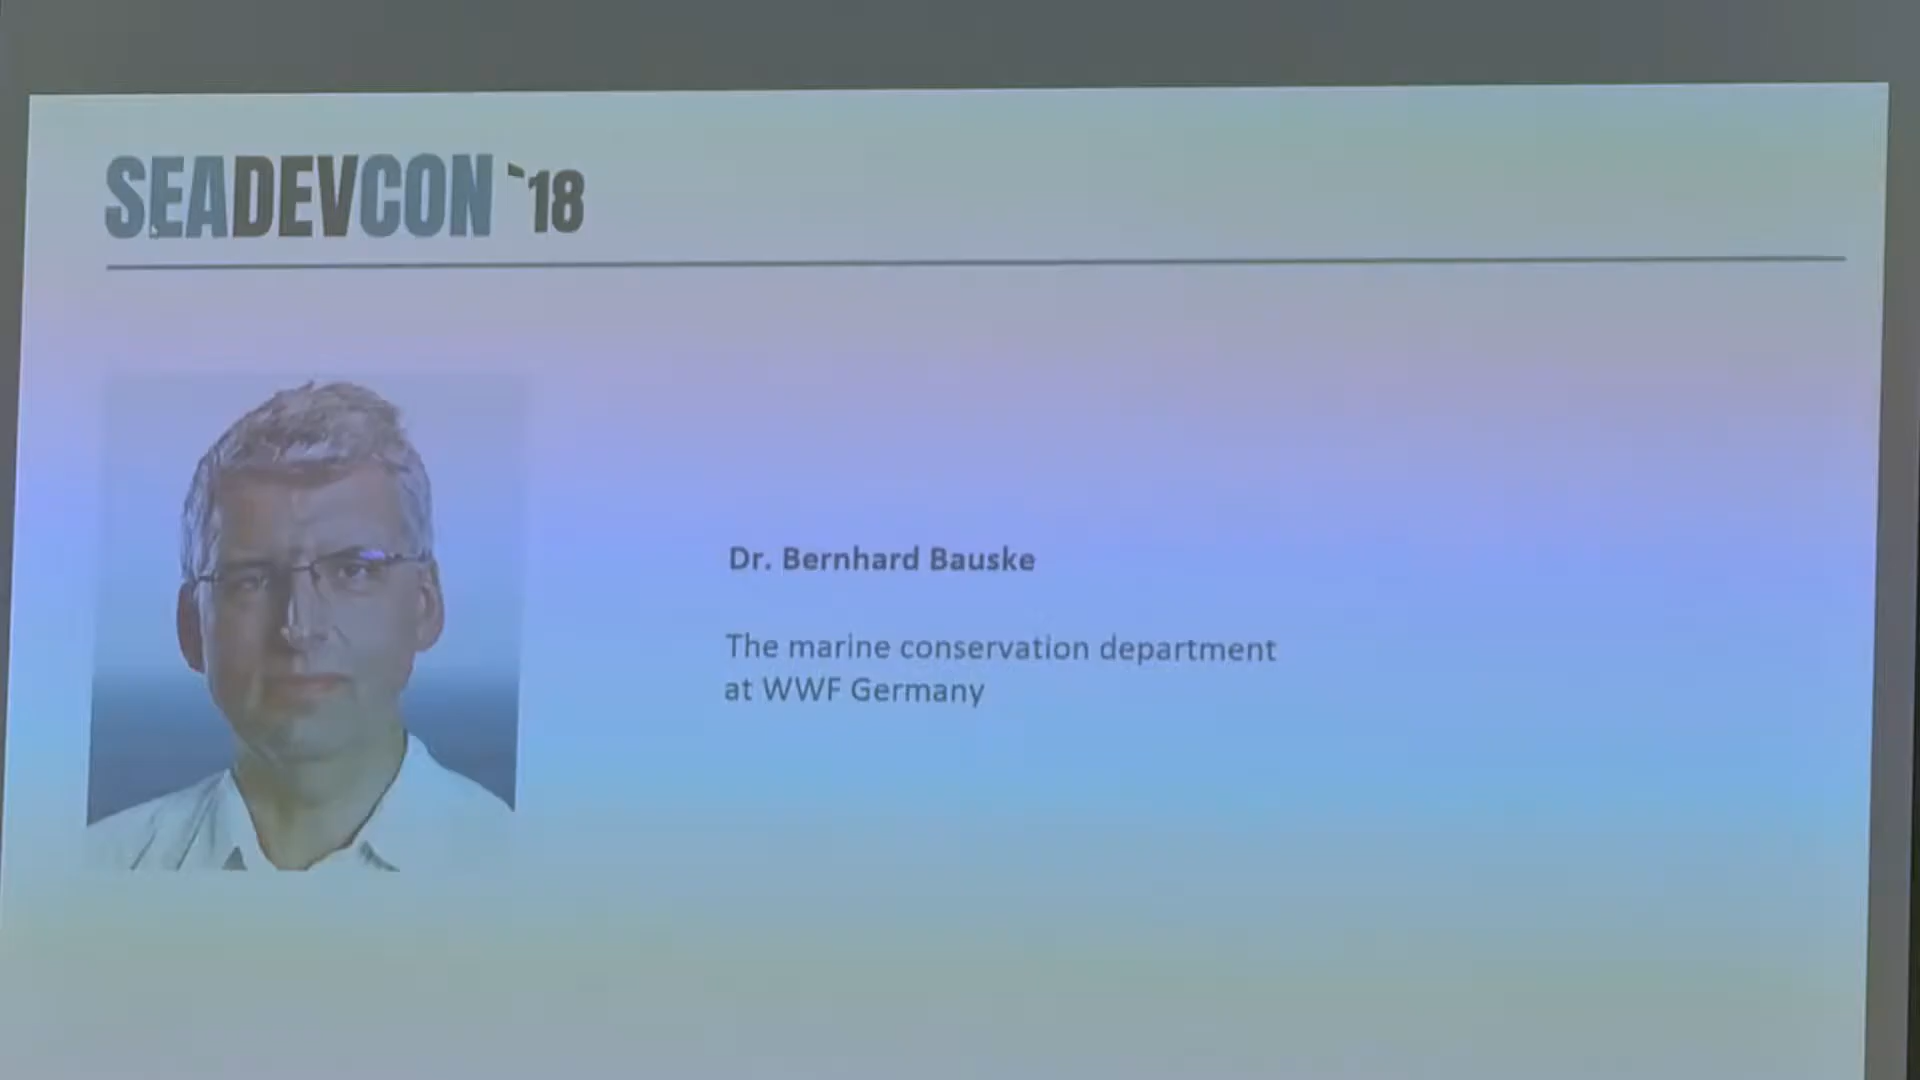 SEADEVCON `18
Dr. Bernhard Bauske
The marine conservation department
at WWF Germany